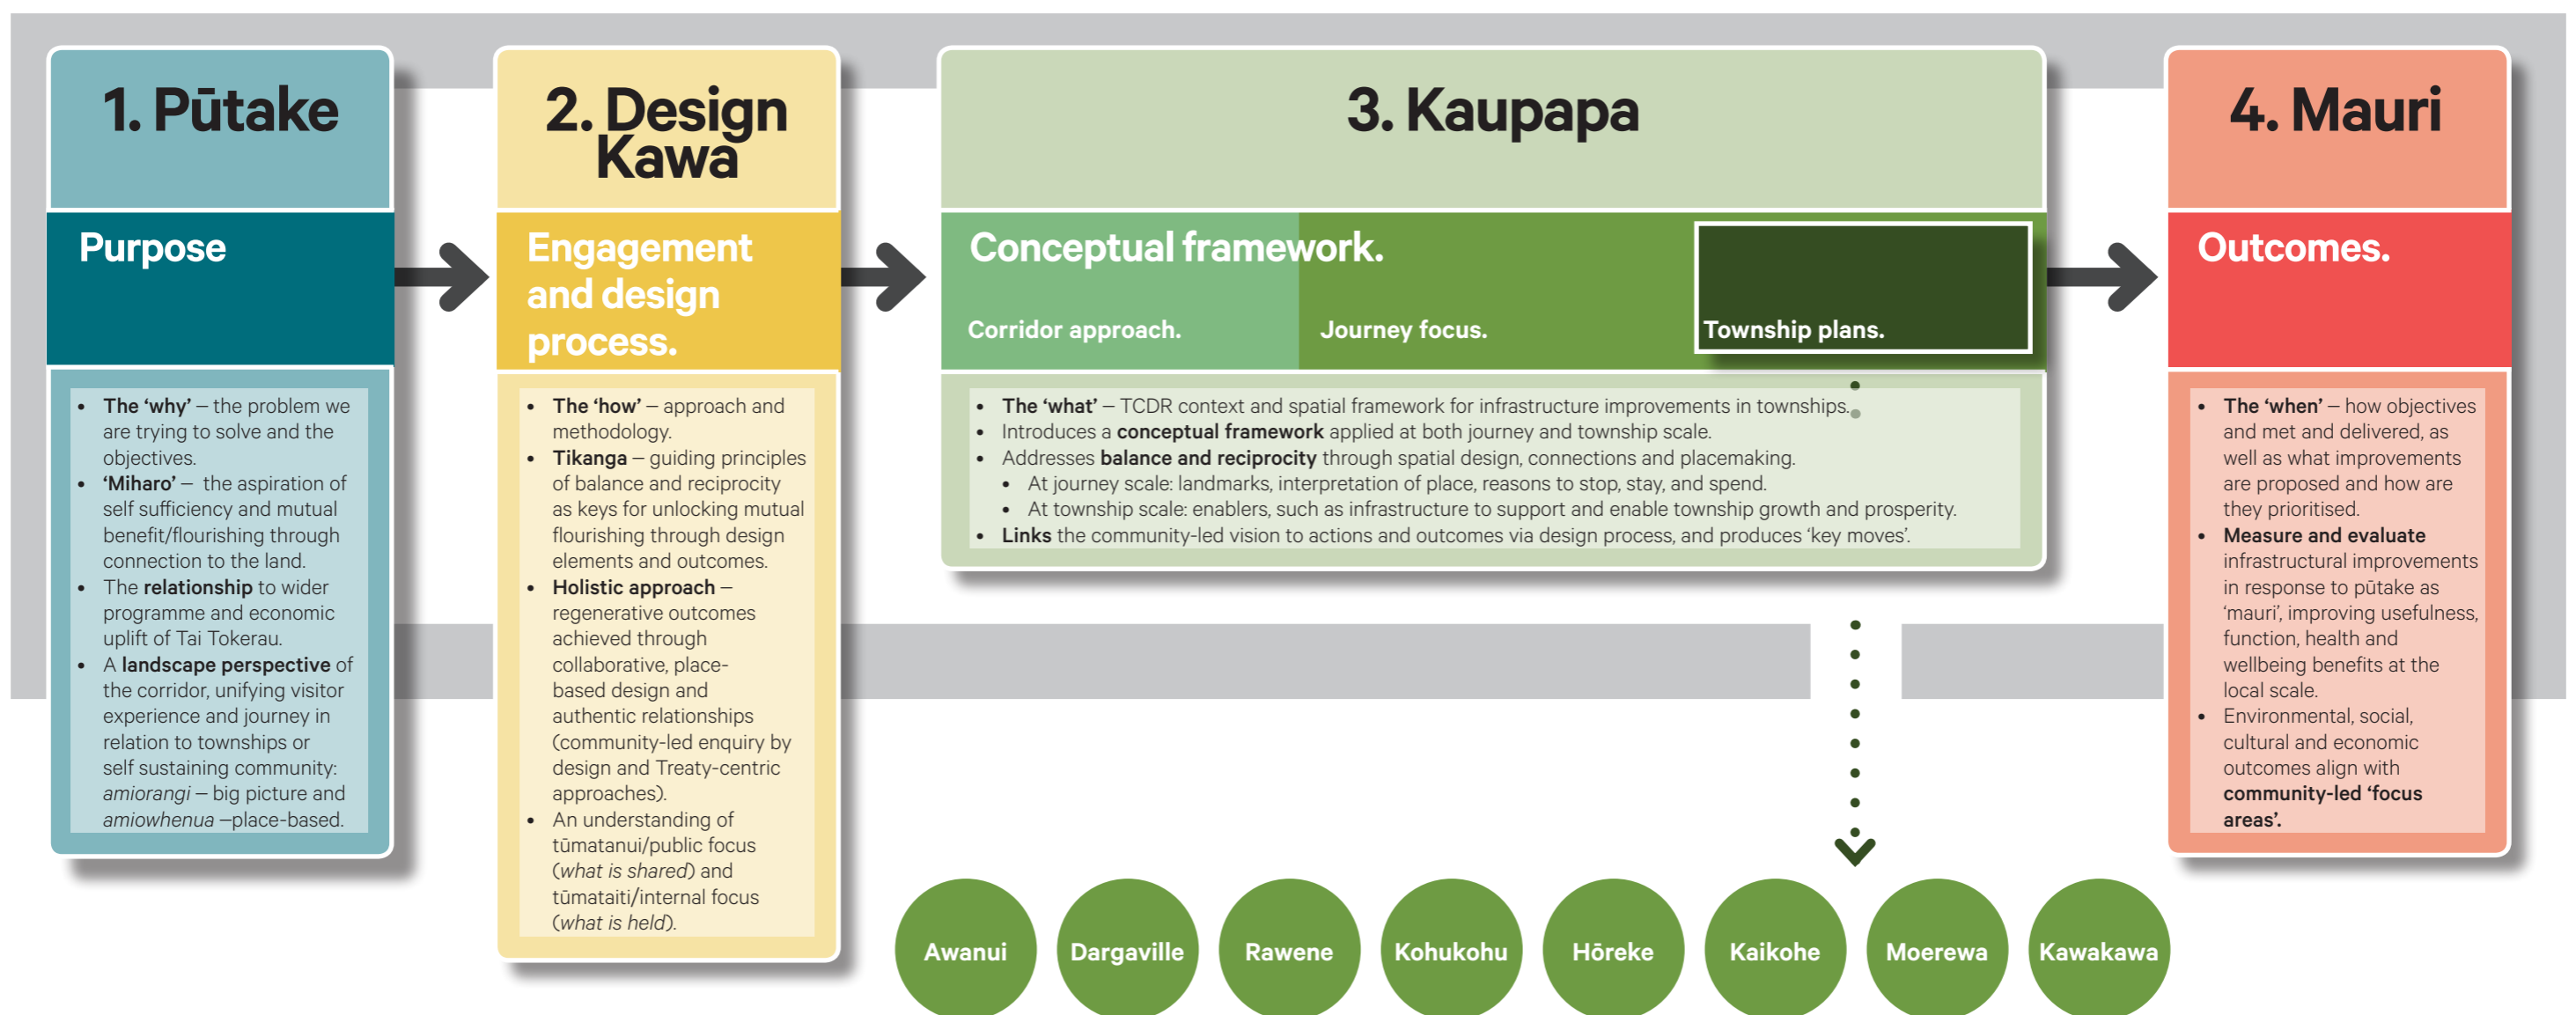 1. Pūtake
Purpose
• The ‘why’ – the problem we
are trying to solve and the
objectives.
• ‘Miharo’ – the aspiration of
self sufficiency and mutual
benefit/flourishing through
connection to the land.
• The relationship to wider
programme and economic
uplift of Tai Tokerau.
• A landscape perspective of
the corridor, unifying visitor
experience and journey in
relation to townships or
self sustaining community:
amiorangi – big picture and
amiowhenua –place-based.
2. Design
Kawa
Engagement
and design
process.
• The ‘how’ – approach and
methodology.
• Tikanga – guiding principles
of balance and reciprocity
as keys for unlocking mutual
flourishing through design
elements and outcomes.
• Holistic approach –
regenerative outcomes
achieved through
collaborative, place-
based design and
authentic relationships
(community-led enquiry by
design and Treaty-centric
approaches).
• An understanding of
tūmatanui/public focus
(what is shared) and
tūmataiti/internal focus
(what is held).
3. Kaupapa
Conceptual framework.
Corridor approach.
Journey focus.
Township plans.
• The ‘what’ – TCDR context and spatial framework for infrastructure improvements in townships.
• Introduces a conceptual framework applied at both journey and township scale.
• Addresses balance and reciprocity through spatial design, connections and placemaking.
• At journey scale: landmarks, interpretation of place, reasons to stop, stay, and spend.
• At township scale: enablers, such as infrastructure to support and enable township growth and prosperity.
• Links the community-led vision to actions and outcomes via design process, and produces ‘key moves’.
4. Mauri
Outcomes.
• The ‘when’ – how objectives
and met and delivered, as
well as what improvements
are proposed and how are
they prioritised.
• Measure and evaluate
infrastructural improvements
in response to pūtake as
‘mauri’, improving usefulness,
function, health and
wellbeing benefits at the
local scale.
• Environmental, social,
cultural and economic
outcomes align with
community-led ‘focus
areas’.
Awanui
Dargaville
Rawene
Kohukohu
Hōreke
Kaikohe
Moerewa
Kawakawa